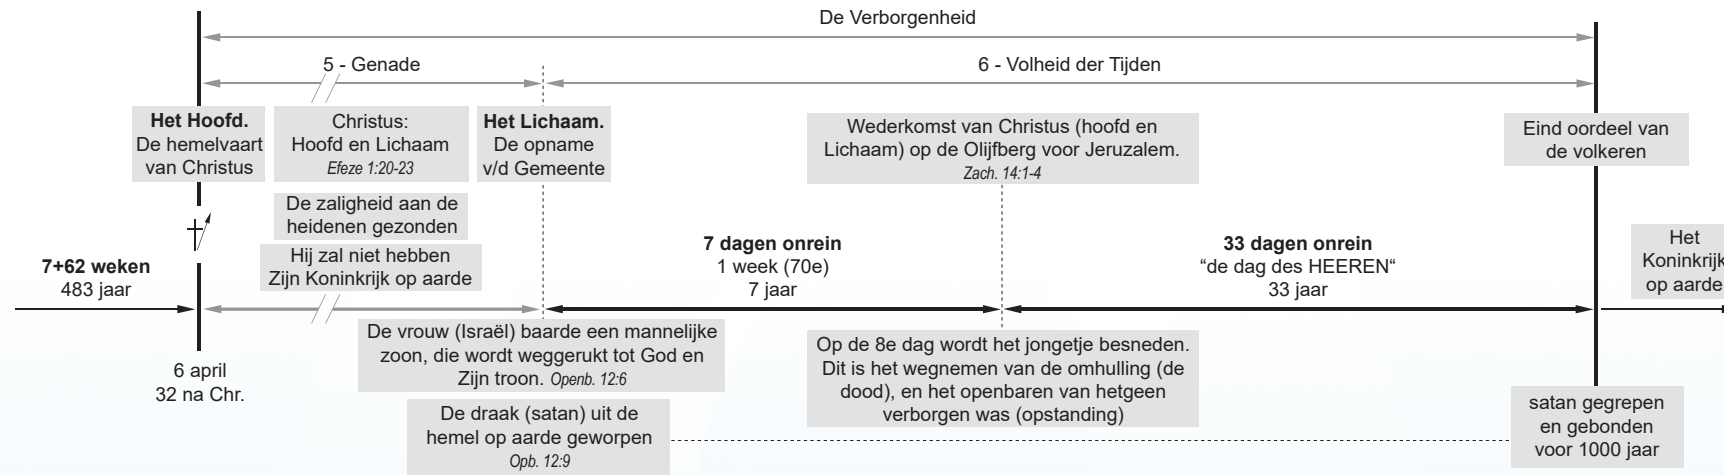 De Verborgenheid
5 - Genade
6 - Volheid der Tijden
Het Hoofd.
De hemelvaart
van Christus
Christus:
Hoofd en Lichaam
Efeze 1:20-23
Het Lichaam.
De opname
v/d Gemeente
Wederkomst van Christus (hoofd en
Lichaam) op de Olijfberg voor Jeruzalem.
Zach. 14:1-4
Eind oordeel van
de volkeren
De zaligheid aan de
heidenen gezonden
Hij zal niet hebben
Zijn Koninkrijk op aarde
7+62 weken
483 jaar
7 dagen onrein
1 week (70e)
7 jaar
33 dagen onrein
“de dag des HEEREN“
33 jaar
Het
Koninkrijk
op aarde
6 april
32 na Chr.
De vrouw (Israël) baarde een mannelijke
zoon, die wordt weggerukt tot God en
Zijn troon. Openb. 12:6
De draak (satan) uit de
hemel op aarde geworpen
Opb. 12:9
Op de 8e dag wordt het jongetje besneden.
Dit is het wegnemen van de omhulling (de
dood), en het openbaren van hetgeen
verborgen was (opstanding)
satan gegrepen
en gebonden
voor 1000 jaar